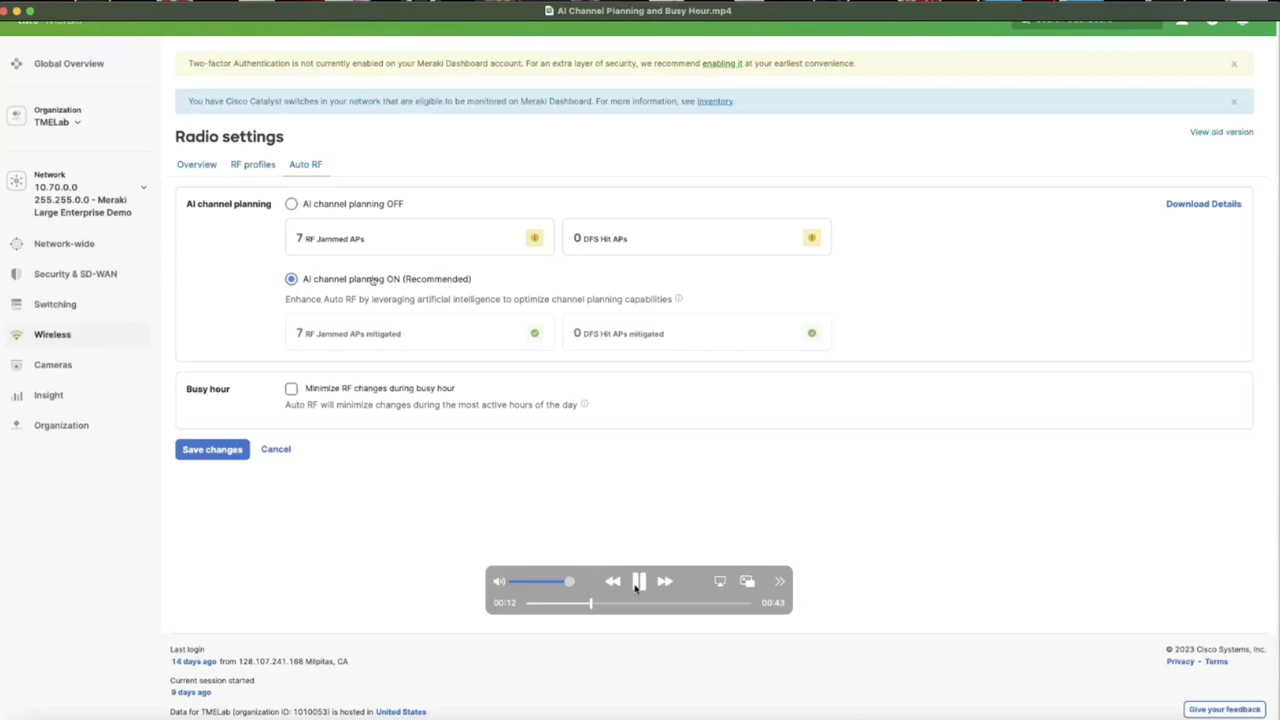 AI Channel Planning and Busy Hour.mp4
Global Overview
Two-factor Authentication is not currently enabled on your Meraki Dashboard account. For an extra layer of security, we recommend enabling it at your earliest convenience.
You have Cisco Catalyst switches in your network that are eligible to be monitored on Meraki Dashboard. For more information, see Inventory.
Organization
TMELab
Radio settings
View old version
Overview RF profiles Auto RF
Network
10.70.0.0
255.255.0.0 - Meraki
Large Enterprise Demo
AI channel planning
AI channel planning OFF
Download Details
7 RF Jammed APs
0 DFS Hit APs
AI channel planning ON (Recommended)
Enhance Auto RF by leveraging artificial intelligence to optimize channel planning capabilities
7 RF Jammed APs mitigated
0 DFS Hit APs mitigated
Network-wide
Security & SD-WAN
Switching
Wireless
Cameras
Insight
Organization
Busy hour
Minimize RF changes during busy hour
Auto RF will minimize changes during the most active hours of the day
Save changes Cancel
00:12
00:43
Last login
14 days ago from 128.107.241.168 Milpitas, CA
Current session started
9 days ago
Data for TMELab (organization ID: 1010053) is hosted in United States
© 2023 Cisco Systems, Inc.
Privacy - Terms
Give your feedback